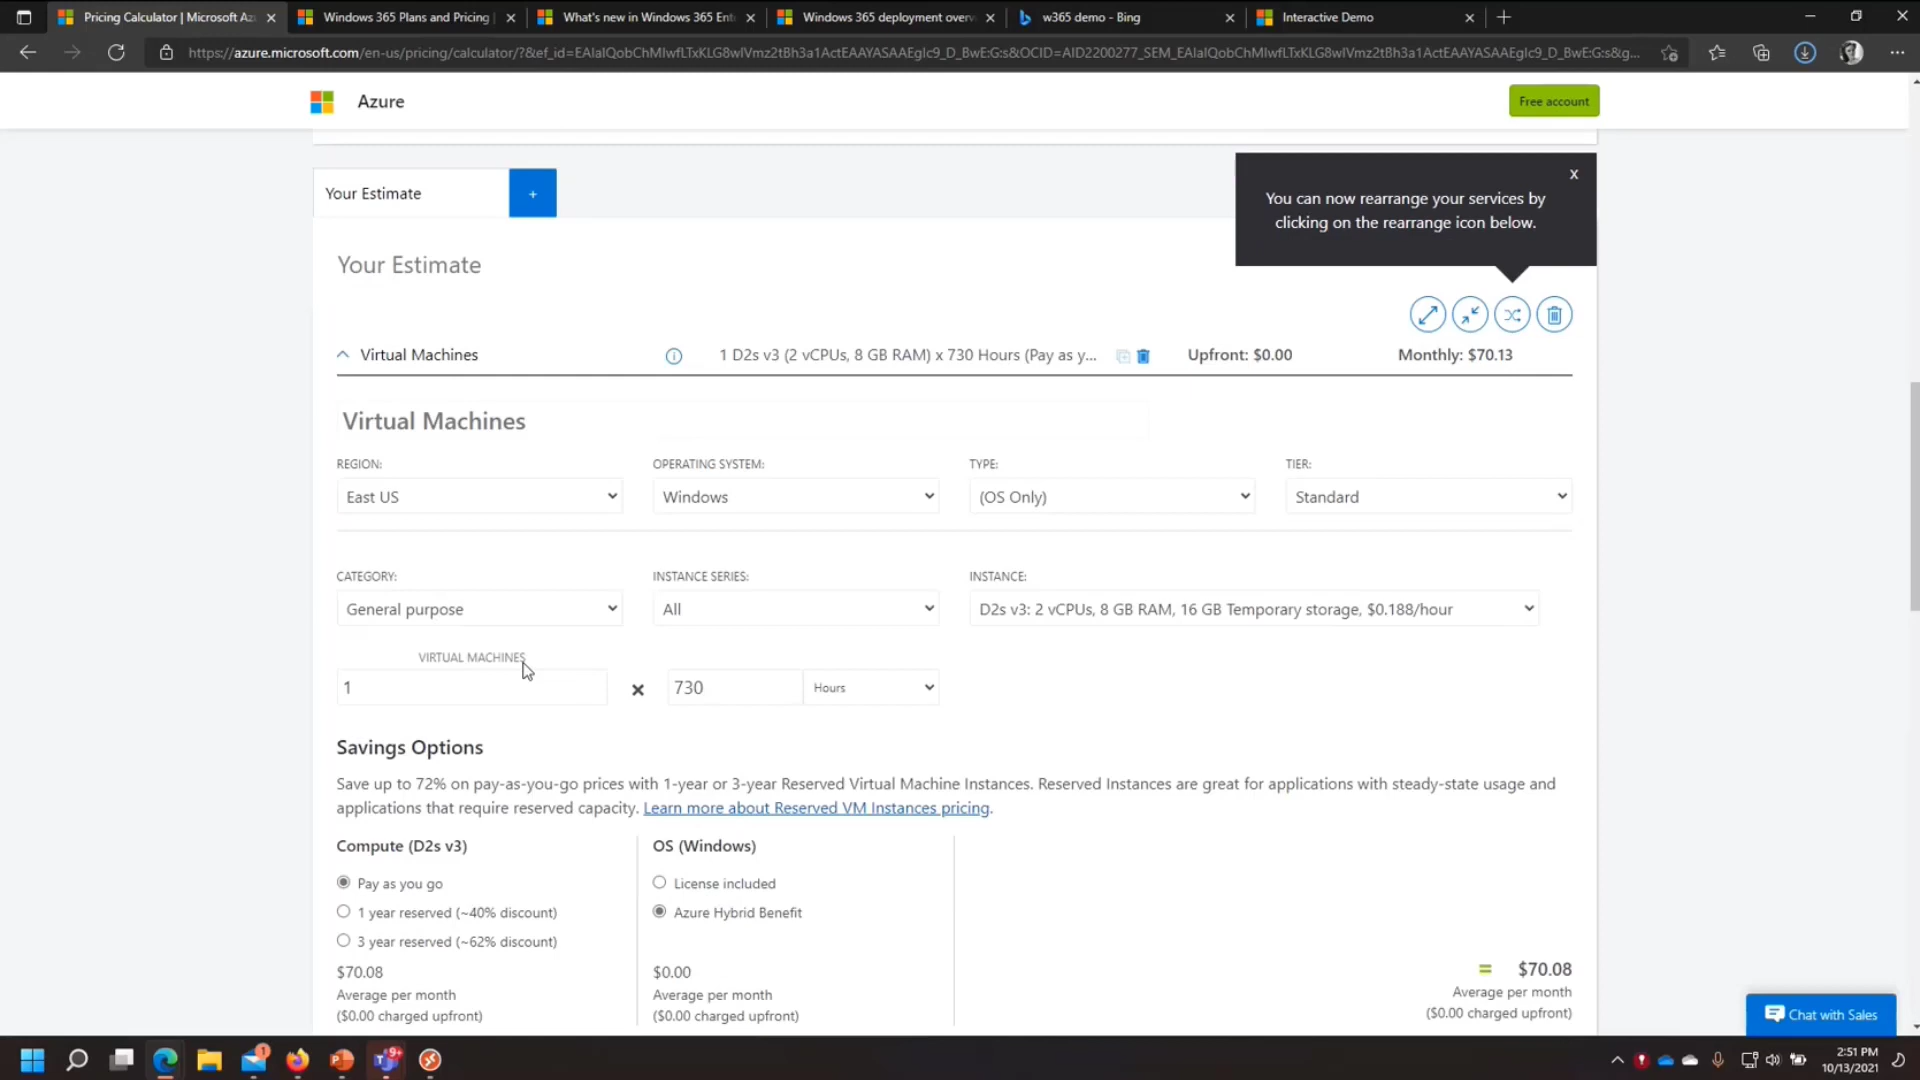 Pricing Calculator | Microsoft Az
Windows 365 Plans and Pricing |
What's new in Windows 365 Ent
Windows 365 deployment overv
w365 demo - Bing
Interactive Demo
Azure
Free account
Your Estimate
+
You can now rearrange your services by
clicking on the rearrange icon below.
x
Your Estimate
Virtual Machines
1 D2s v3 (2 vCPUs, 8 GB RAM) x 730 Hours (Pay as y...
Upfront: $0.00
Monthly: $70.13
Virtual Machines
REGION:
OPERATING SYSTEM:
TYPE:
TIER:
East US
Windows
(OS Only)
Standard
CATEGORY:
INSTANCE SERIES:
INSTANCE:
General purpose
All
D2s v3: 2 vCPUs, 8 GB RAM, 16 GB Temporary storage, $0.188/hour
VIRTUAL MACHINES
1
×
730
Hours
Savings Options
Save up to 72% on pay-as-you-go prices with 1-year or 3-year Reserved Virtual Machine Instances. Reserved Instances are great for applications with steady-state usage and
applications that require reserved capacity. Learn more about Reserved VM Instances pricing.
Compute (D2s v3)
Pay as you go
1 year reserved (~40% discount)
3 year reserved (~62% discount)
$70.08
Average per month
($0.00 charged upfront)
OS (Windows)
License included
Azure Hybrid Benefit
$0.00
Average per month
($0.00 charged upfront)
= $70.08
Average per month
($0.00 charged upfront)
Chat with Sales
2:51 PM
10/13/2021